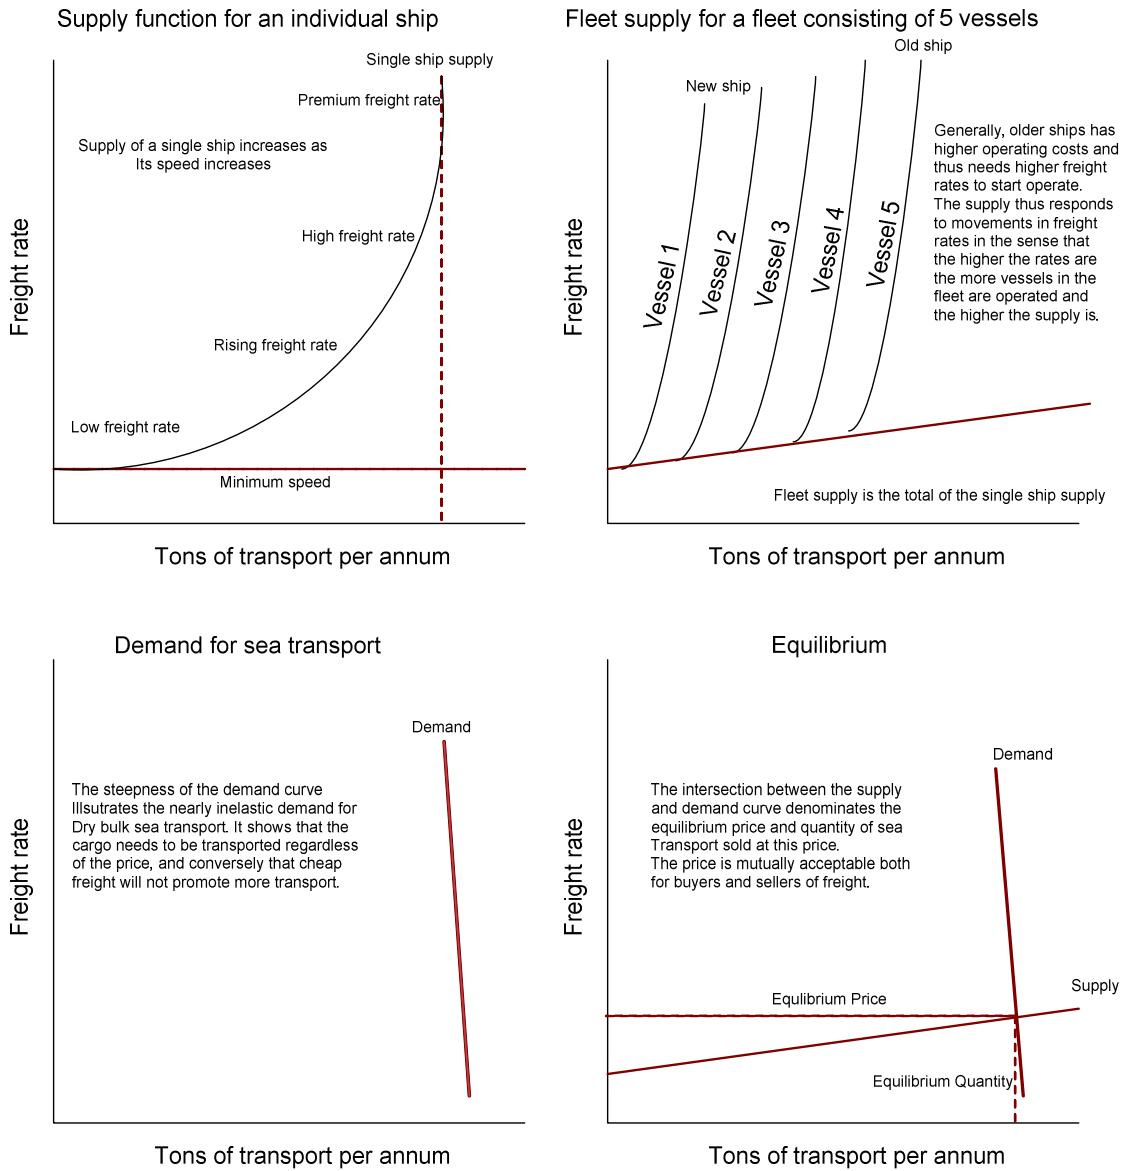 Supply function for an individual ship
Single ship supply
Premium freight rate
Supply of a single ship increases as
Its speed increases
High freight rate
Rising freight rate
Low freight rate
Minimum speed
Freight rate
Tons of transport per annum
Fleet supply for a fleet consisting of 5 vessels
Old ship
New ship
Generally, older ships has
higher operating costs and
thus needs higher freight
rates to start operate.
The supply thus responds
to movements in freight
rates in the sense that
the higher the rates are
the more vessels in the
fleet are operated and
the higher the supply is.
Vessel 1
Vessel 2
Vessel 3
Vessel 4
Vessel 5
Fleet supply is the total of the single ship supply
Freight rate
Tons of transport per annum
Demand for sea transport
Demand
The steepness of the demand curve
Illsutrates the nearly inelastic demand for
Dry bulk sea transport. It shows that the
cargo needs to be transported regardless
of the price, and conversely that cheap
freight will not promote more transport.
Freight rate
Tons of transport per annum
Equilibrium
Demand
The intersection between the supply
and demand curve denominates the
equilibrium price and quantity of sea
Transport sold at this price.
The price is mutually acceptable both
for buyers and sellers of freight.
Supply
Equlibrium Price
Equilibrium Quantity
Freight rate
Tons of transport per annum